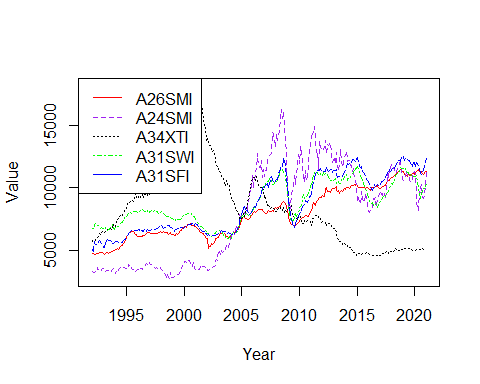 A26SMI
A24SMI
A34XTI
A31SWI
A31SFI
Value
5000
10000
15000
1995
2000
2005
2010
2015
2020
Year